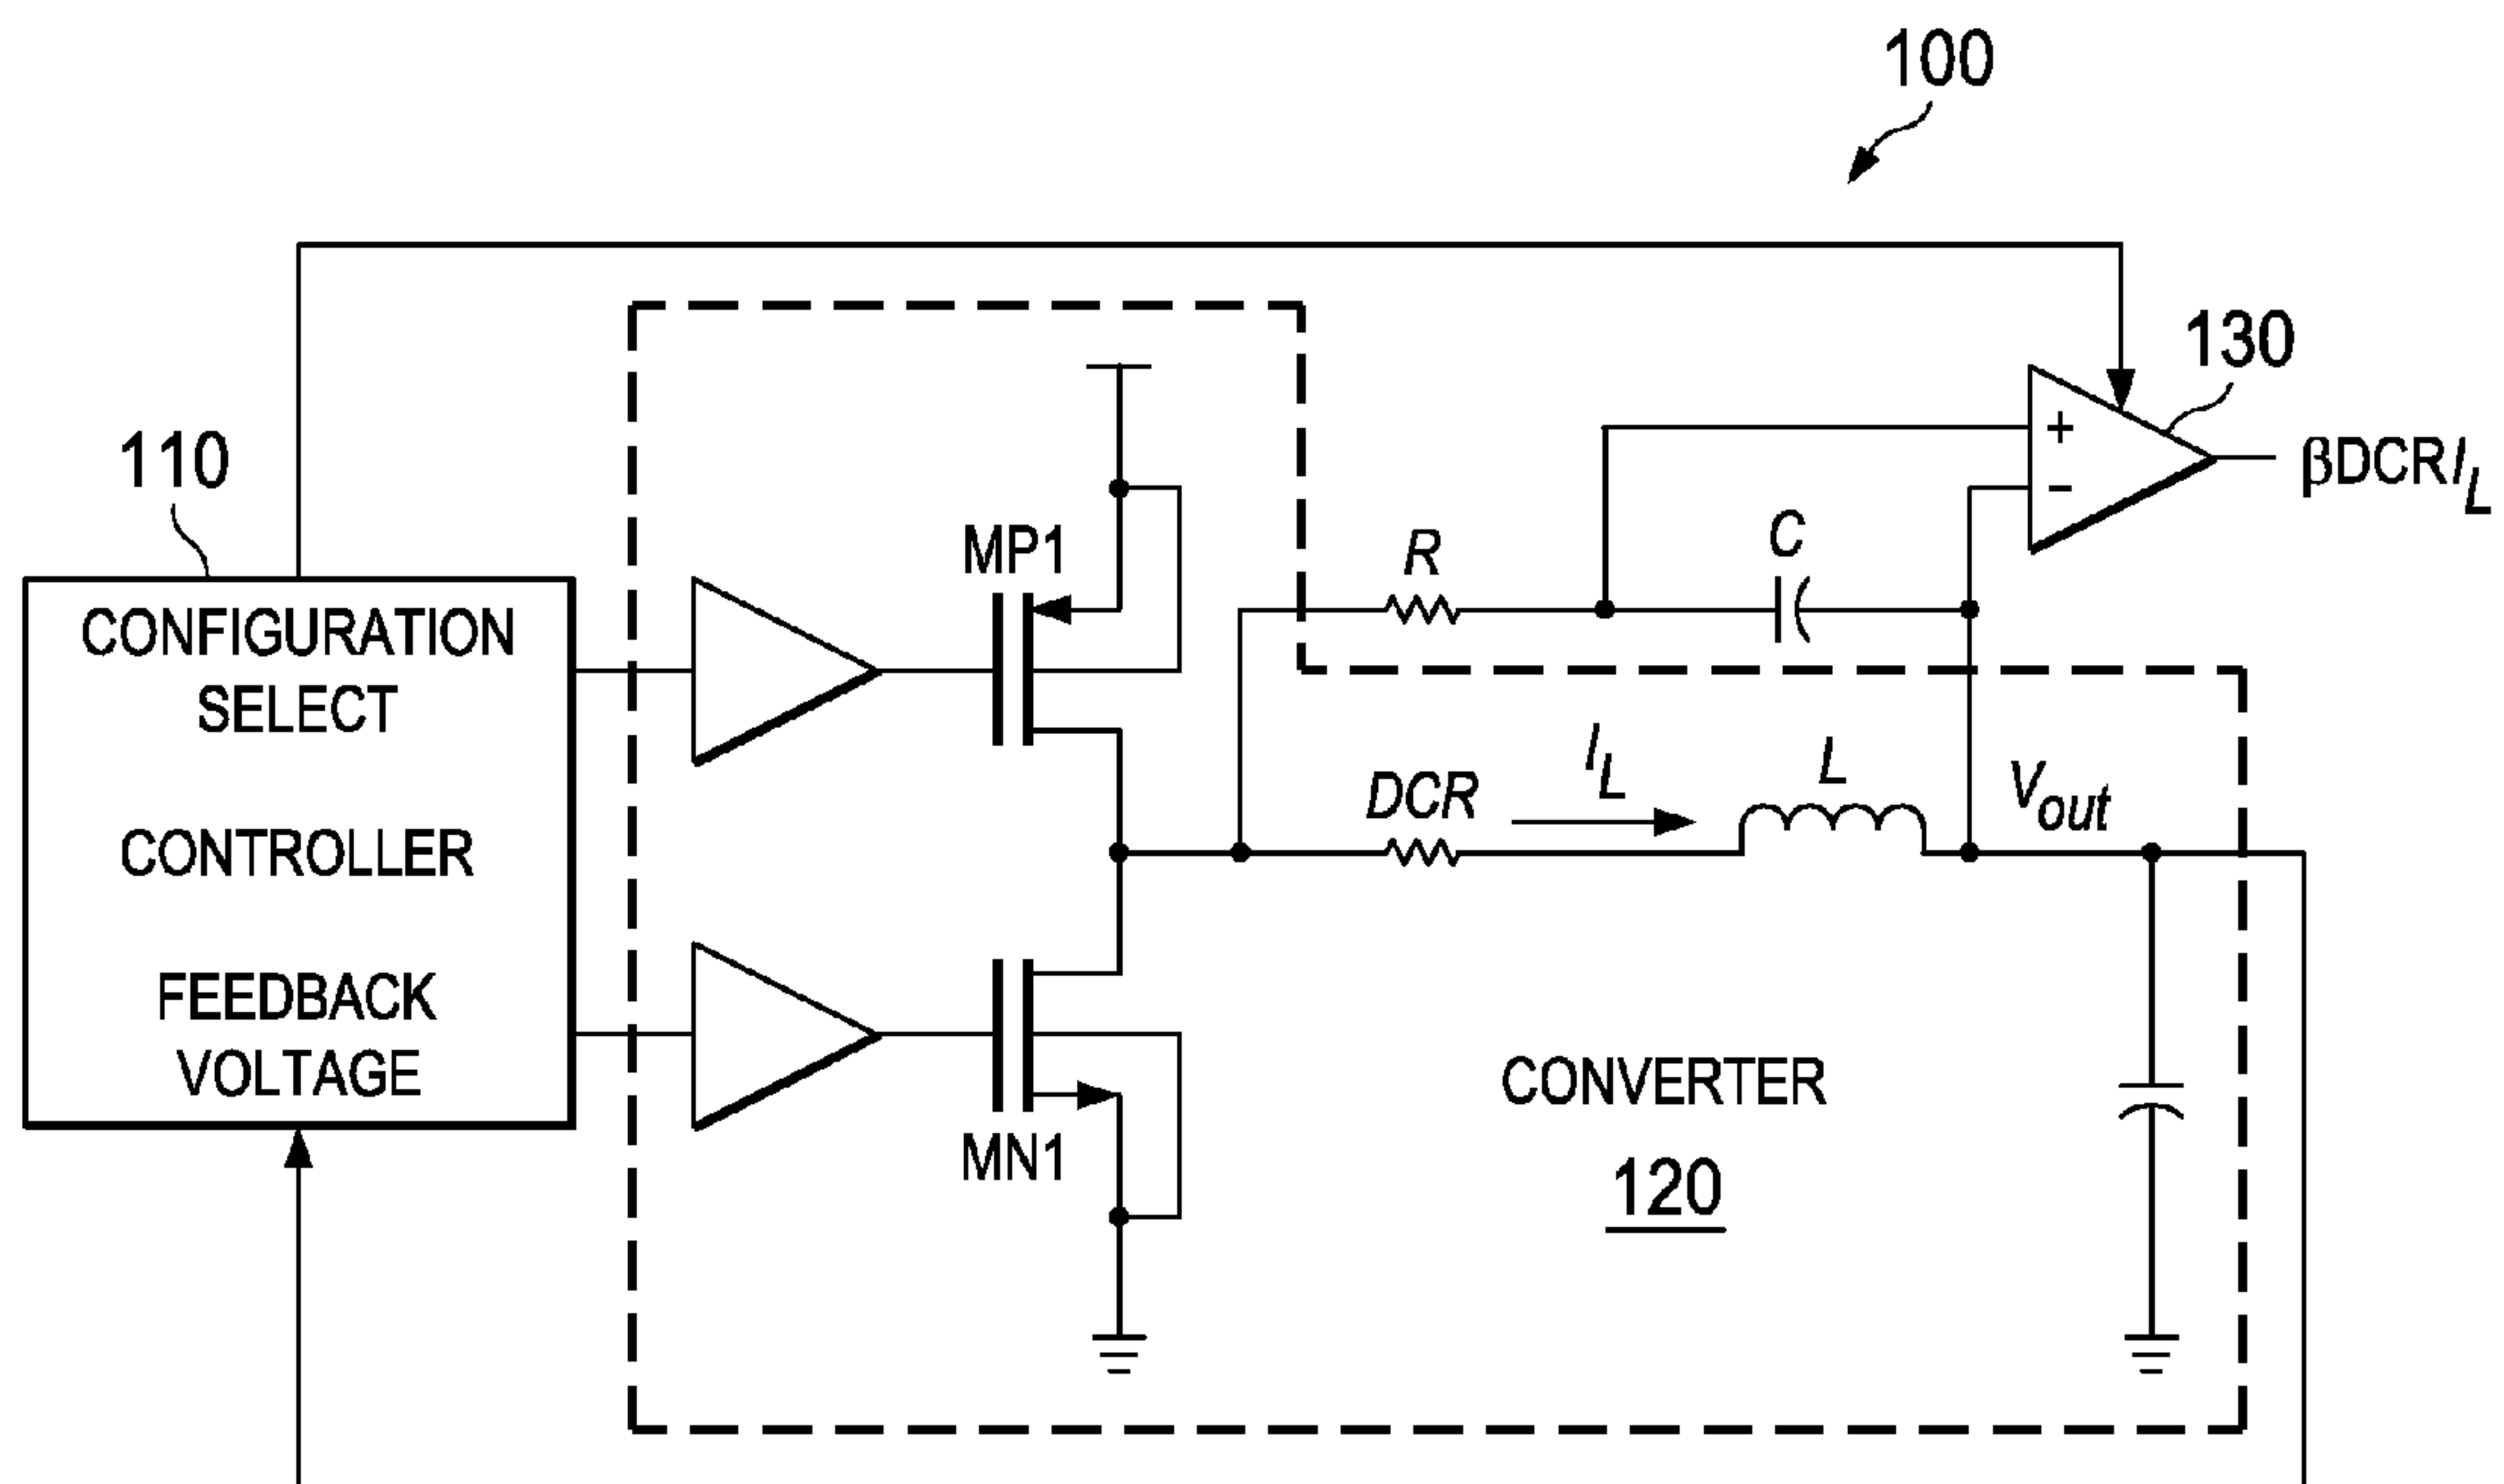 100
130
110
+
-
βDCRI_L
MP1
R
C
CONFIGURATION
SELECT
CONTROLLER
FEEDBACK
VOLTAGE
DCR
I_L
L
V_out
MN1
CONVERTER
120